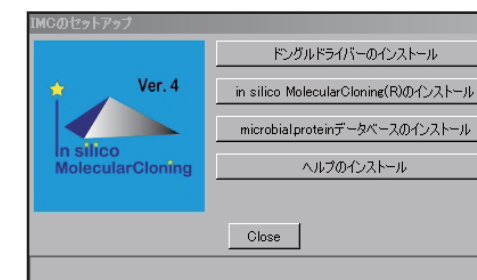 IMCのセットアップ
Ver. 4
In silico
MolecularCloning
ドングルドライバーのインストール
in silico MolecularCloning(R)のインストール
microbial.proteinデータベースのインストール
ヘルプのインストール
Close